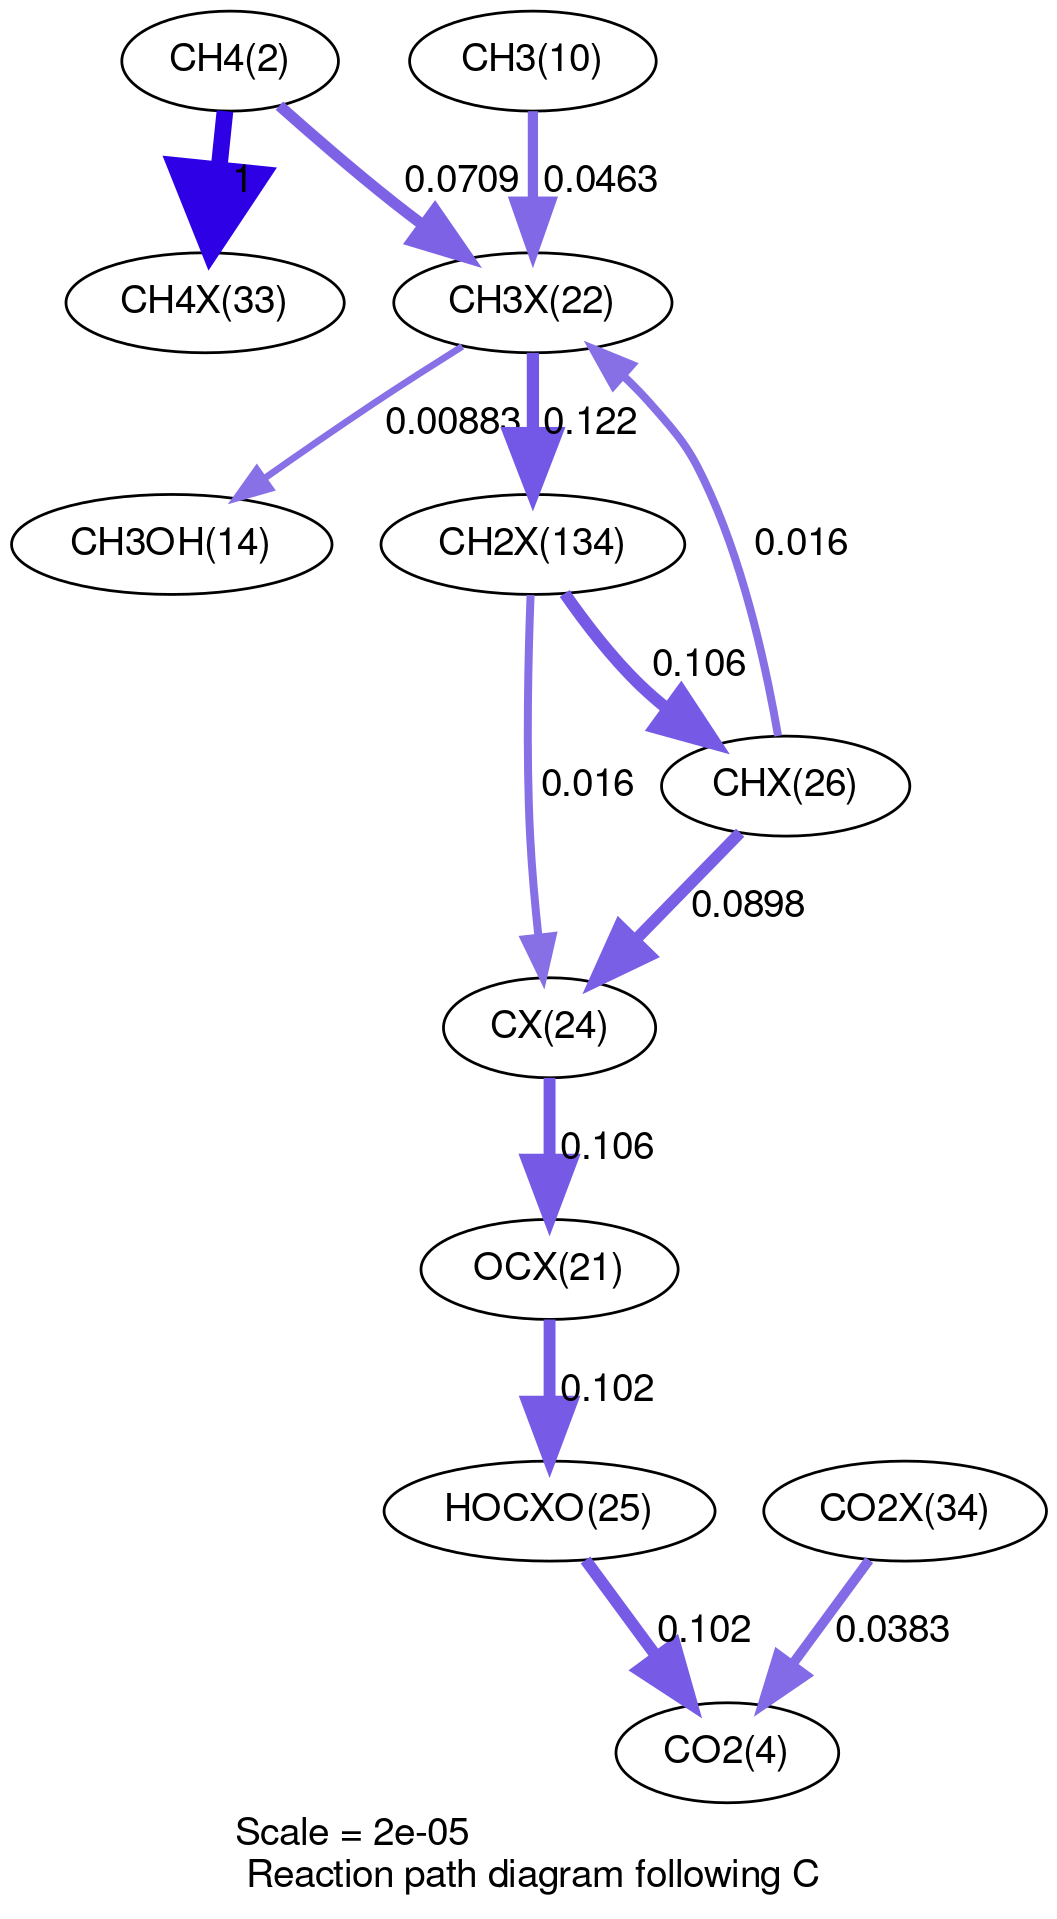 CH4(2)
CH3(10)
1
0.0709
0.0463
CH4X(33)
CH3X(22)
0.00883
0.122
CH3OH(14)
CH2X(134)
0.016
0.106
0.016
CHX(26)
0.0898
CX(24)
0.106
OCX(21)
0.102
HOCXO(25)
CO2X(34)
0.102
0.0383
CO2(4)
Scale = 2e-05
Reaction path diagram following C